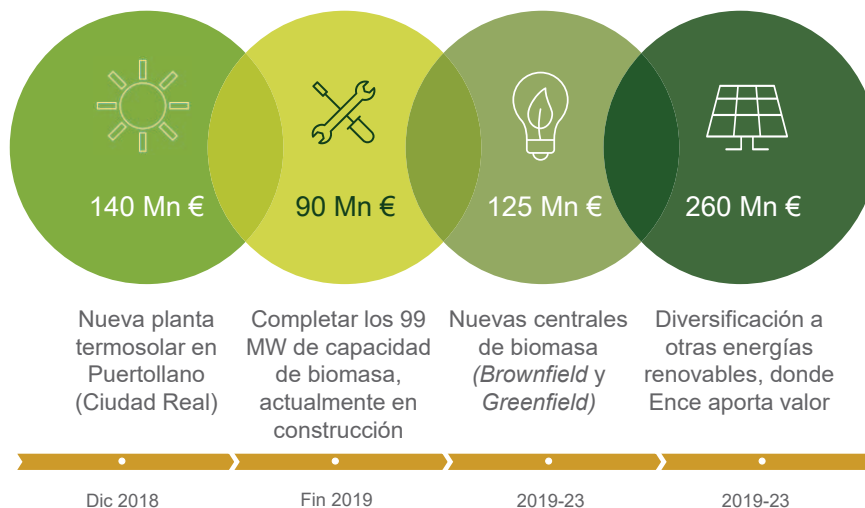 140 Mn €
90 Mn €
125 Mn €
260 Mn €
Nueva planta
termosolar en
Puertollano
(Ciudad Real)
Completar los 99
MW de capacidad
de biomasa,
actualmente en
construcción
Nuevas centrales
de biomasa
(Brownfield y
Greenfield)
Diversificación a
otras energías
renovables, donde
Ence aporta valor
Dic 2018
Fin 2019
2019-23
2019-23